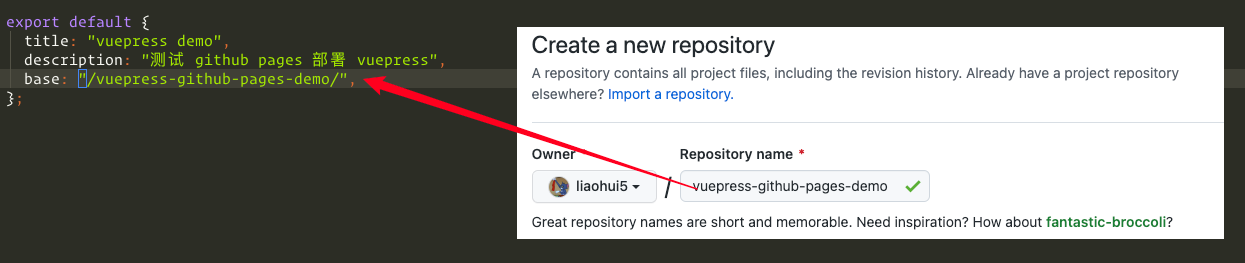 export default {
title: "vuepress demo",
description: "测试 github pages 部署 vuepress",
base: "/vuepress-github-pages-demo/",
};
Create a new repository
A repository contains all project files, including the revision history. Already have a project repository
elsewhere? Import a repository.
Owner
Repository name *
liaohui5
/
vuepress-github-pages-demo
Great repository names are short and memorable. Need inspiration? How about fantastic-broccoli?